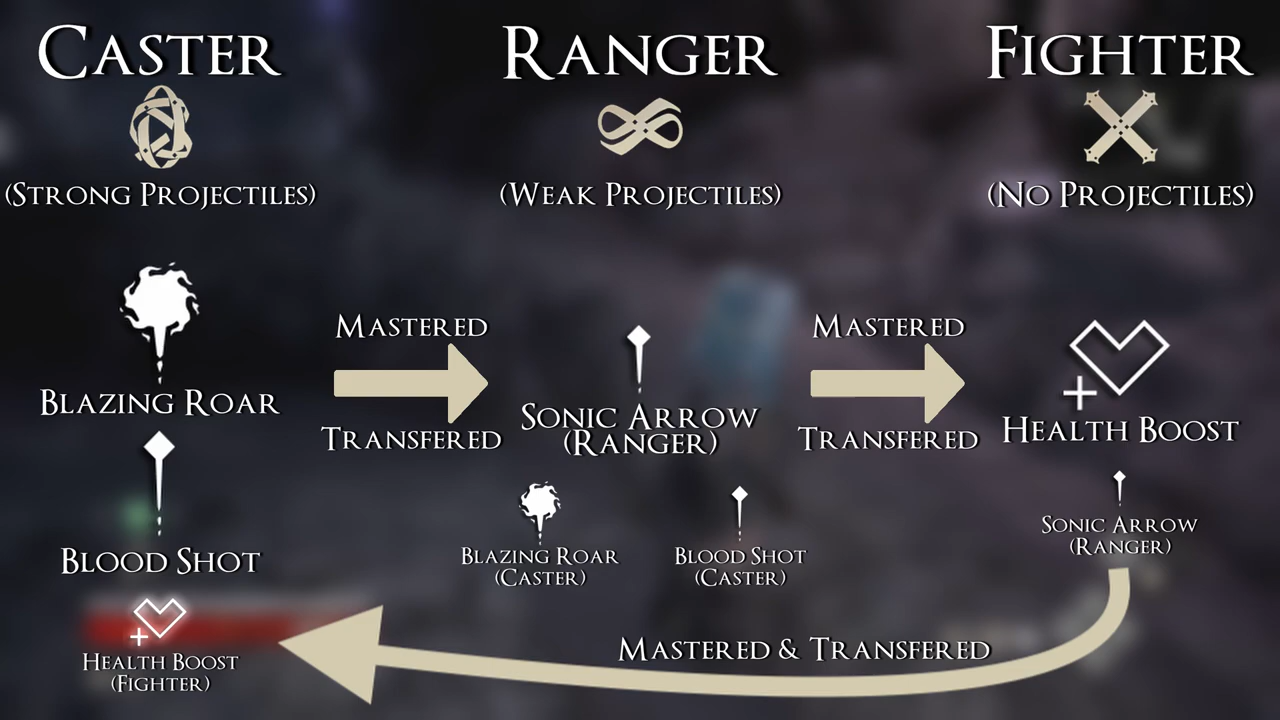 Caster
Ranger
Fighter
(Strong Projectiles)
(Weak Projectiles)
(No Projectiles)
Blazing Roar
Blood Shot
Health Boost
(Fighter)
Mastered
Transfered
Sonic Arrow
(Ranger)
Blazing Roar
(Caster)
Blood Shot
(Caster)
Mastered
Transfered
Health Boost
Sonic Arrow
(Ranger)
Mastered & Transfered